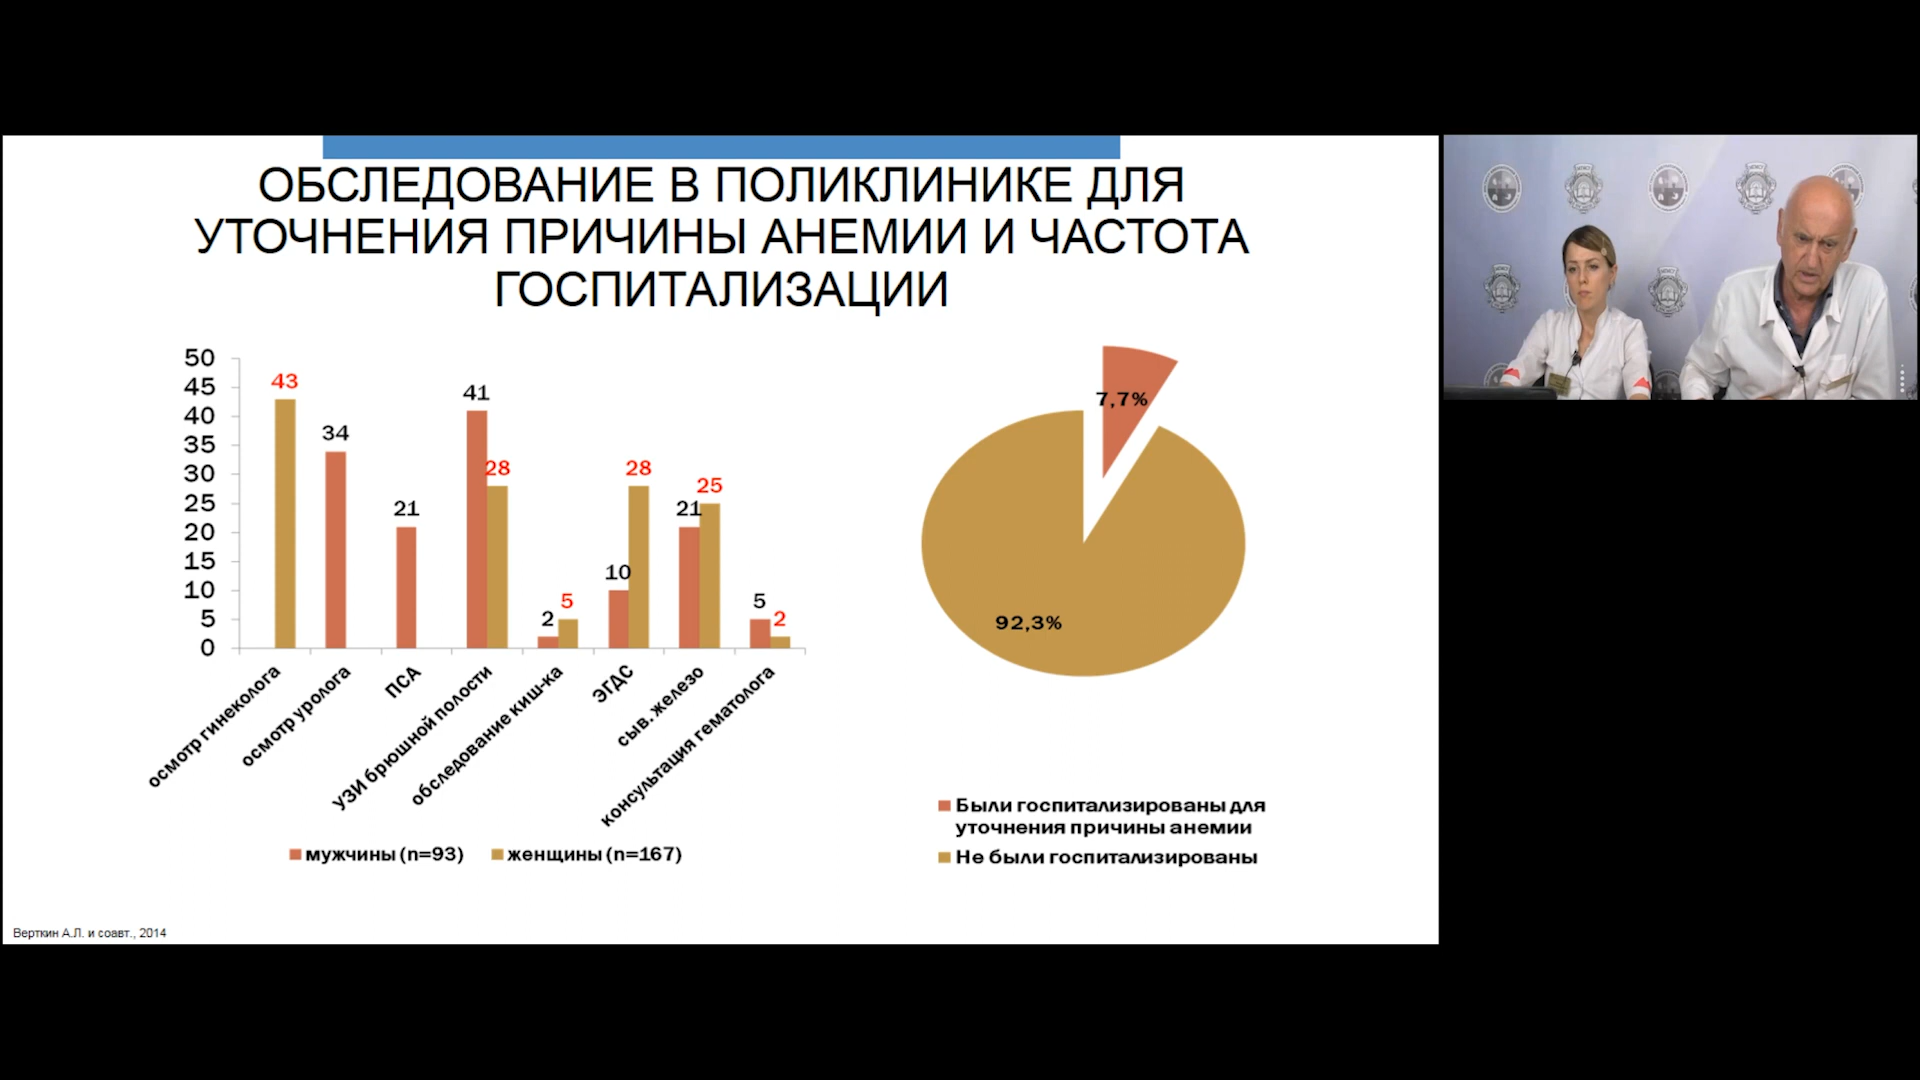 ОБСЛЕДОВАНИЕ В ПОЛИКЛИНИКЕ ДЛЯ
УТОЧНЕНИЯ ПРИЧИНЫ АНЕМИИ И ЧАСТОТА
ГОСПИТАЛИЗАЦИИ
50
45
40
35
30
25
20
15
10
5
0
43
34
21
41
28
2
5
10
28
21
25
5
2
осмотр гинеколога
осмотр уролога
ПСА
УЗИ брюшной полости
обследование киш-ка
ЭГДС
сыв. железо
консультация гематолога
мужчины (n=93)
женщины (n=167)
7,7%
92,3%
Были госпитализированы для
уточнения причины анемии
Не были госпитализированы
Верткин А.Л. и соавт., 2014